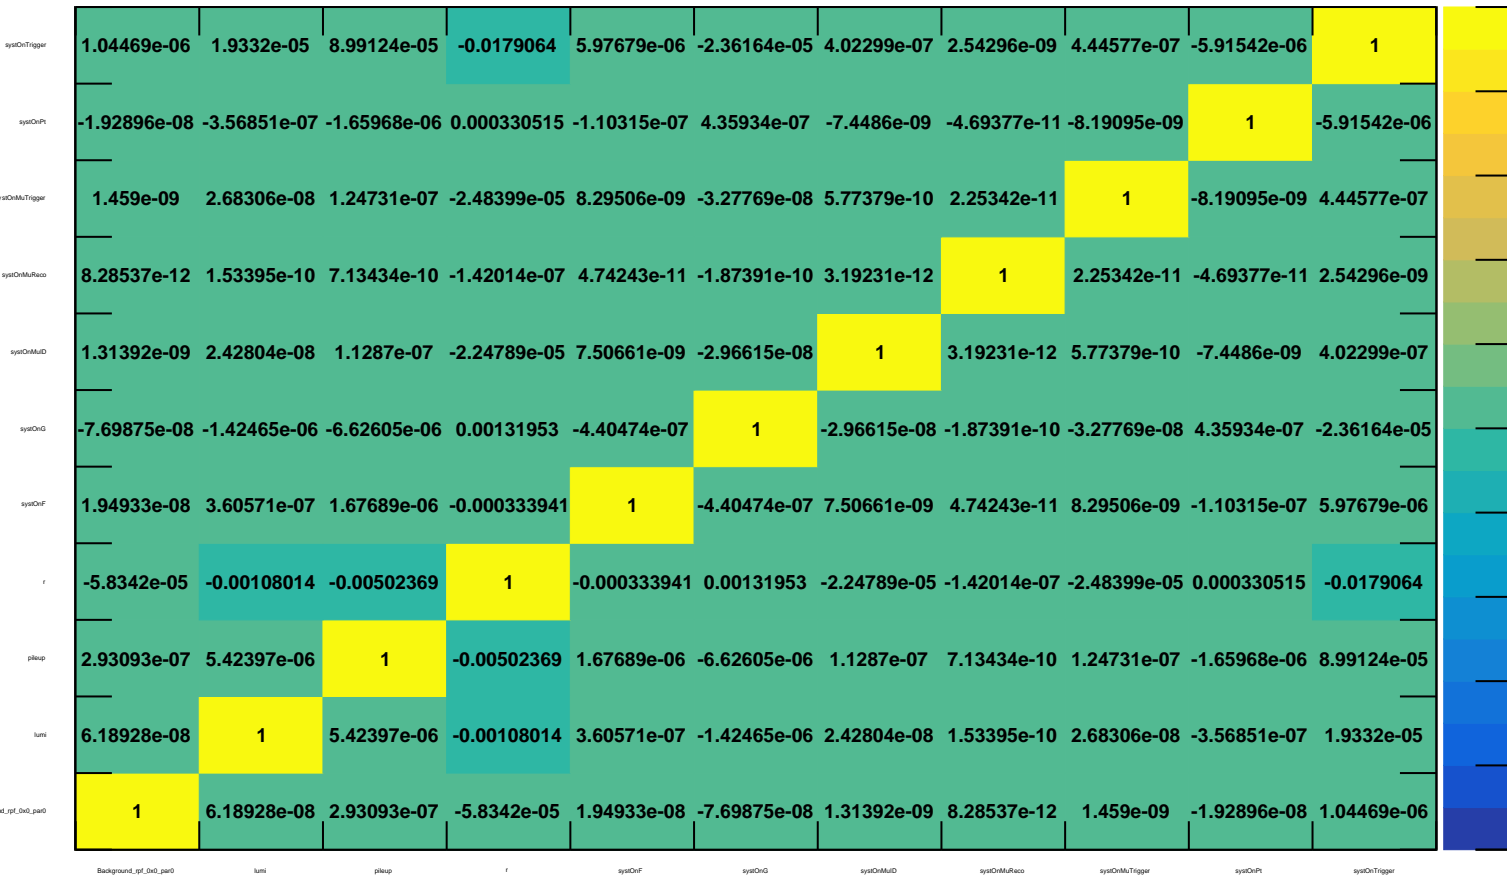 systOnTrigger 1.04469e-06 1.9332e-05 8.99124e-05 -0.0179064 5.97679e-06 -2.36164e-05 4.02299e-07 2.54296e-09 4.44577e-07 -5.91542e-06 1
systOnPt -1.92896e-08 -3.56851e-07 -1.65968e-06 0.000330515 -1.10315e-07 4.35934e-07 -7.4486e-09 -4.69377e-11 -8.19095e-09 1 -5.91542e-06
ystOnMuTrigger 1.459e-09 2.68306e-08 1.24731e-07 -2.48399e-05 8.29506e-09 -3.27769e-08 5.77379e-10 2.25342e-11 1 -8.19095e-09 4.44577e-07
systOnMuReco 8.28537e-12 1.53395e-10 7.13434e-10 -1.42014e-07 4.74243e-11 -1.87391e-10 3.19231e-12 1 2.25342e-11 -4.69377e-11 2.54296e-09
systOnMuID 1.31392e-09 2.42804e-08 1.1287e-07 -2.24789e-05 7.50661e-09 -2.96615e-08 1 3.19231e-12 5.77379e-10 -7.4486e-09 4.02299e-07
systOnG -7.69875e-08 -1.42465e-06 -6.62605e-06 0.00131953 -4.40474e-07 1 -2.96615e-08 -1.87391e-10 -3.27769e-08 4.35934e-07 -2.36164e-05
systOnF 1.94933e-08 3.60571e-07 1.67689e-06 -0.000333941 1 -4.40474e-07 7.50661e-09 4.74243e-11 8.29506e-09 -1.10315e-07 5.97679e-06
r -5.8342e-05 -0.00108014 -0.00502369 1 -0.000333941 0.00131953 -2.24789e-05 -1.42014e-07 -2.48399e-05 0.000330515 -0.0179064
pileup 2.93093e-07 5.42397e-06 1 -0.00502369 1.67689e-06 -6.62605e-06 1.1287e-07 7.13434e-10 1.24731e-07 -1.65968e-06 8.99124e-05
lumi 6.18928e-08 1 5.42397e-06 -0.00108014 3.60571e-07 -1.42465e-06 2.42804e-08 1.53395e-10 2.68306e-08 -3.56851e-07 1.9332e-05
d_rpf_0x0_par0 1 6.18928e-08 2.93093e-07 -5.8342e-05 1.94933e-08 -7.69875e-08 1.31392e-09 8.28537e-12 1.459e-09 -1.92896e-08 1.04469e-06
Background_rpf_0x0_par0 lumi pileup r systOnF systOnG systOnMuID systOnMuReco systOnMuTrigger systOnPt systOnTrigger